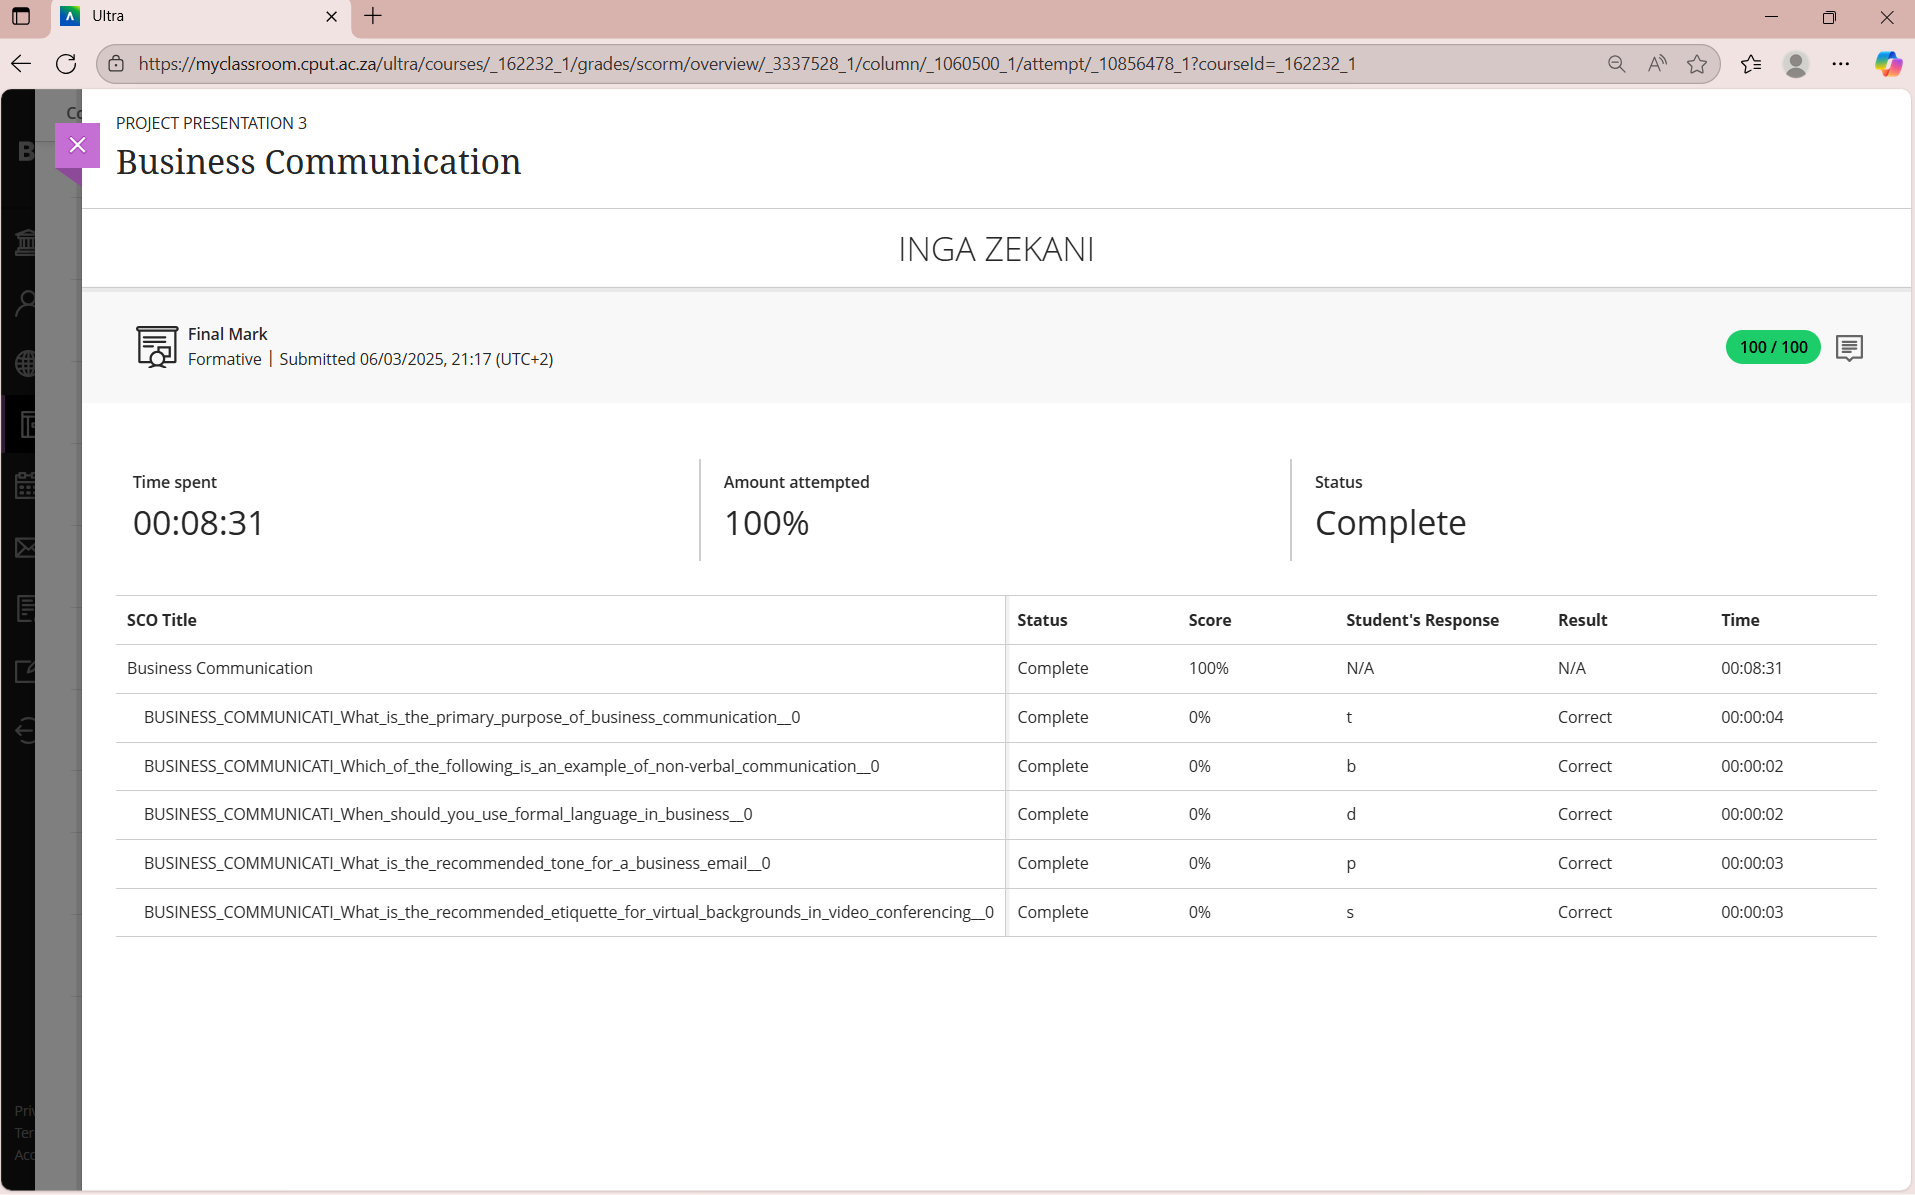 Ultra
https://myclassroom.cput.ac.za/ultra/courses/_162232_1/grades/scorm/overview/_3337528_1/column/_1060500_1/attempt/_10856478_1?courseId=_162232_1
PROJECT PRESENTATION 3
Business Communication
INGA ZEKANI
Final Mark
Formative | Submitted 06/03/2025, 21:17 (UTC+2)
100 / 100
Time spent
00:08:31
Amount attempted
100%
Status
Complete
SCO Title Status Score Student's Response Result Time
Business Communication Complete 100% N/A N/A 00:08:31
BUSINESS_COMMUNICATI_What_is_the_primary_purpose_of_business_communication__0 Complete 0% t Correct 00:00:04
BUSINESS_COMMUNICATI_Which_of_the_following_is_an_example_of_non-verbal_communication__0 Complete 0% b Correct 00:00:02
BUSINESS_COMMUNICATI_When_should_you_use_formal_language_in_business__0 Complete 0% d Correct 00:00:02
BUSINESS_COMMUNICATI_What_is_the_recommended_tone_for_a_business_email__0 Complete 0% p Correct 00:00:03
BUSINESS_COMMUNICATI_What_is_the_recommended_etiquette_for_virtual_backgrounds_in_video_conferencing__0 Complete 0% s Correct 00:00:03